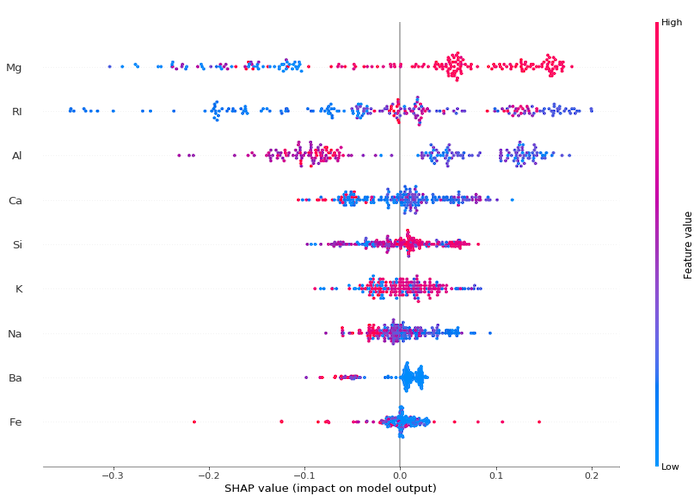 High
Mg
RI
Al
Ca
Si
K
Na
Ba
Fe
Feature value
Low
−0.3 −0.2 −0.1 0.0 0.1 0.2
SHAP value (impact on model output)